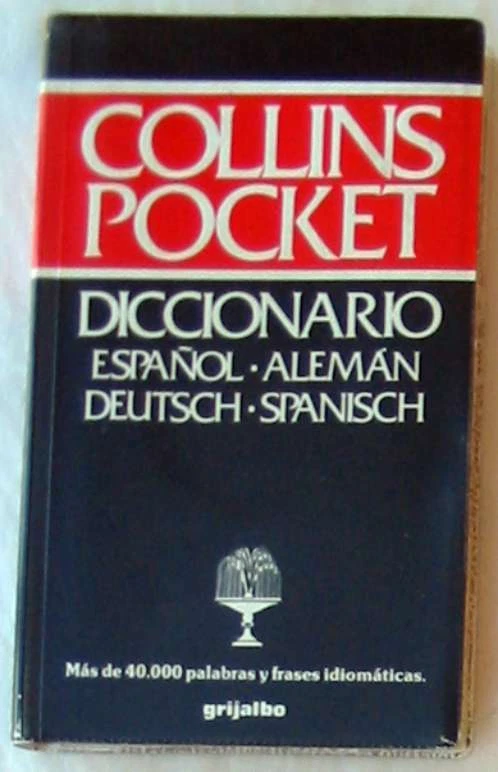 COLLINS
POCKET
DICCIONARIO
ESPAÑOL · ALEMÁN
DEUTSCH · SPANISCH
Más de 40.000 palabras y frases idiomáticas.
grijalbo